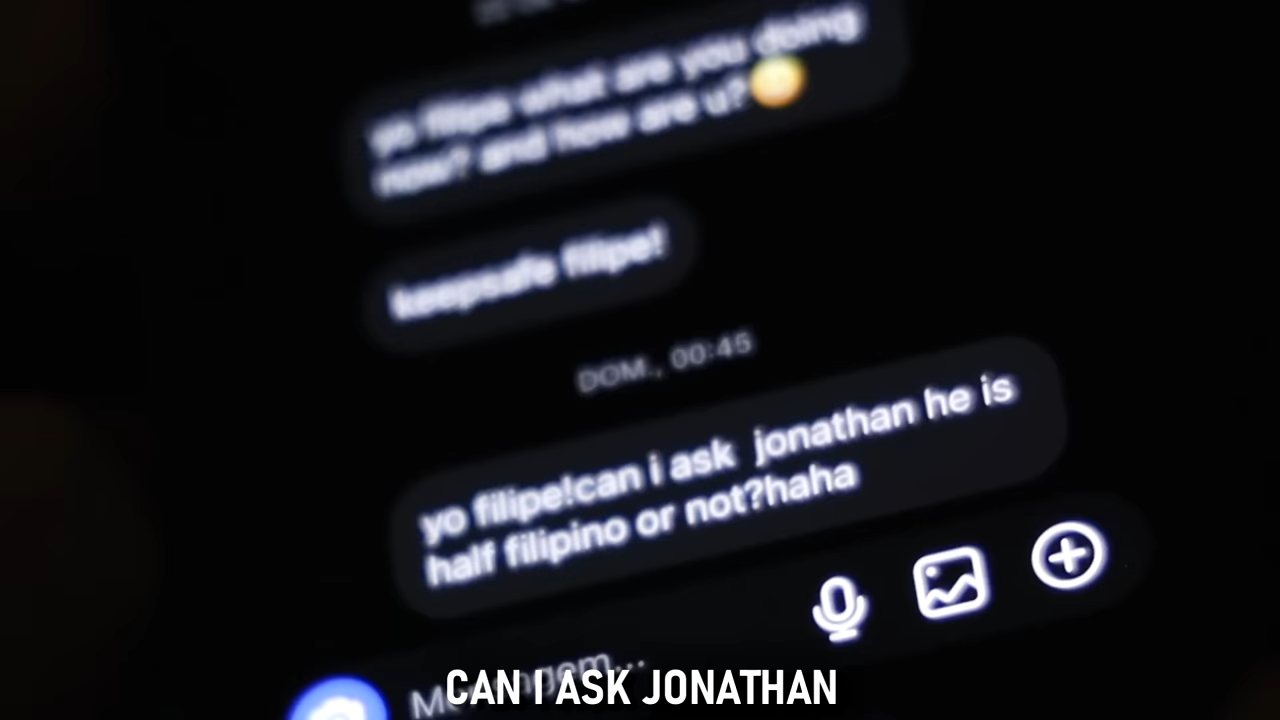 yo filipe what are you doing
now? and how are u?
keepsafe filipe!
DOM., 00:45
yo filipe!can i ask jonathan he is
half filipino or not?haha
Mensagem...
CAN I ASK JONATHAN